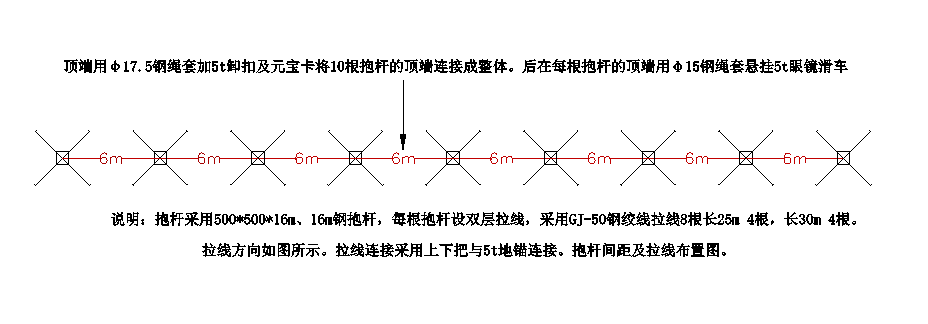 顶端用φ17.5钢绳套加5t卸扣及元宝卡将10根抱杆的顶端连接成整体。后在每根抱杆的顶端用φ15钢绳套悬挂5t眼镜滑车
6m 6m 6m 6m 6m 6m 6m 6m
说明：抱杆采用500*500*16m、16m钢抱杆，每根抱杆设双层拉线，采用GJ-50钢绞线拉线8根长25m 4根，长30m 4根。
拉线方向如图所示。拉线连接采用上下把与5t地锚连接。抱杆间距及拉线布置图。